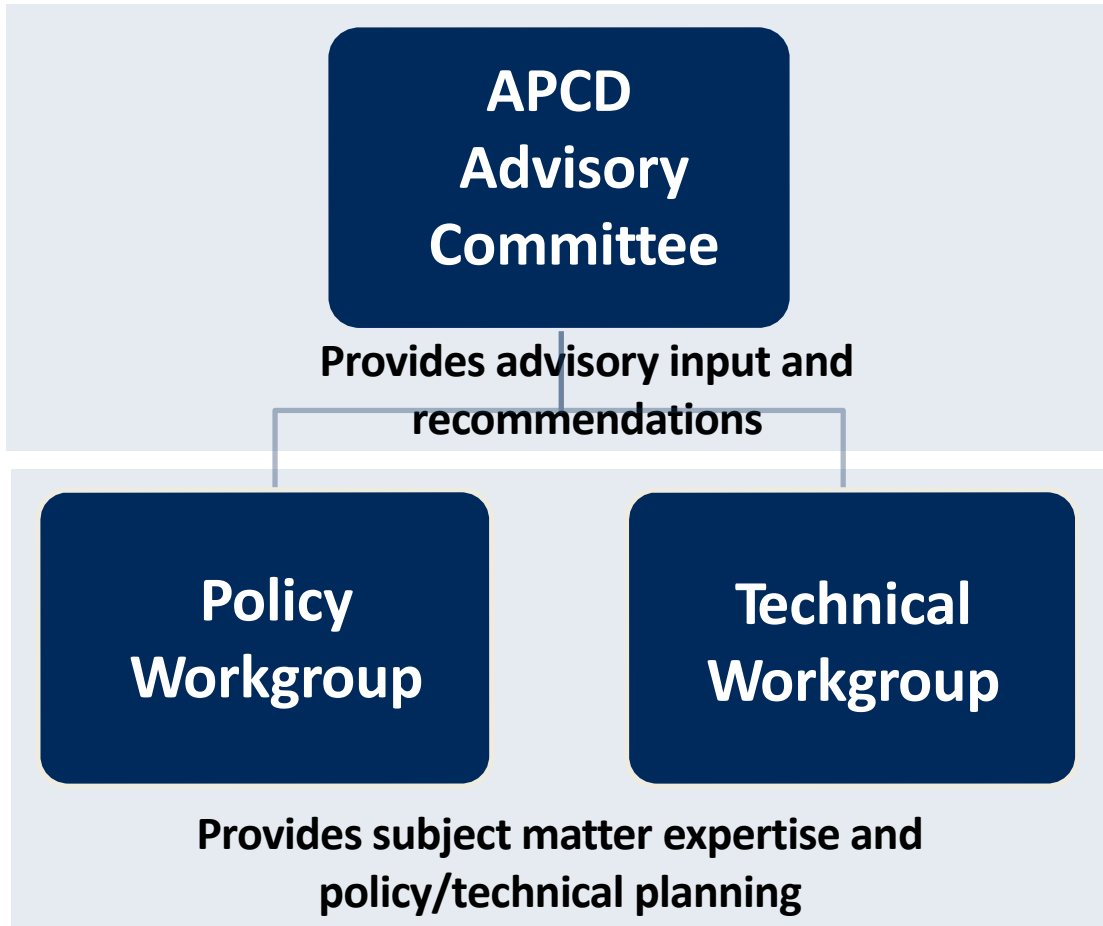 APCD
Advisory
Committee
Provides advisory input and
recommendations
Policy
Workgroup
Technical
Workgroup
Provides subject matter expertise and
policy/technical planning